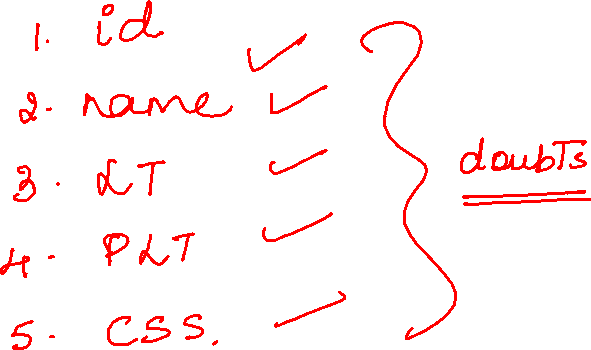 1. id
2. name
3. LT
4. PLT
5. CSS.
doubTs